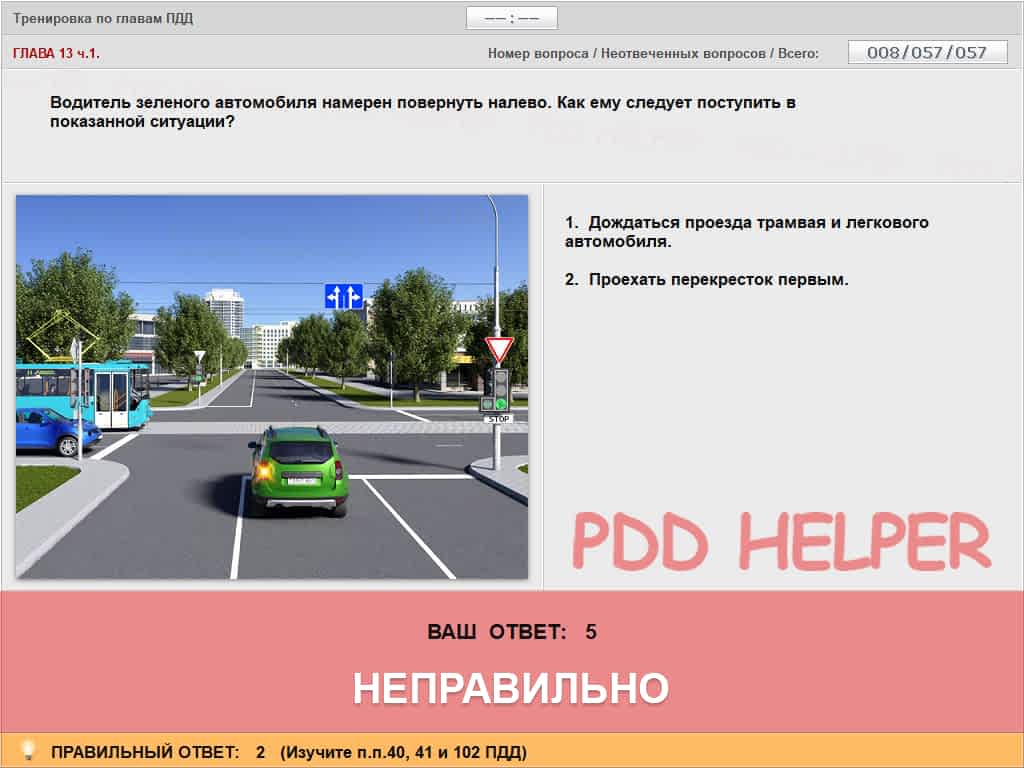 Тренировка по главам ПДД
–– : ––
ГЛАВА 13 ч.1.
Номер вопроса / Неотвеченных вопросов / Всего:
008/057/057
Водитель зеленого автомобиля намерен повернуть налево. Как ему следует поступить в
показанной ситуации?
1. Дождаться проезда трамвая и легкового
автомобиля.
2. Проехать перекресток первым.
STOP
PDD HELPER
ВАШ ОТВЕТ: 5
НЕПРАВИЛЬНО
ПРАВИЛЬНЫЙ ОТВЕТ: 2 (Изучите п.п.40, 41 и 102 ПДД)